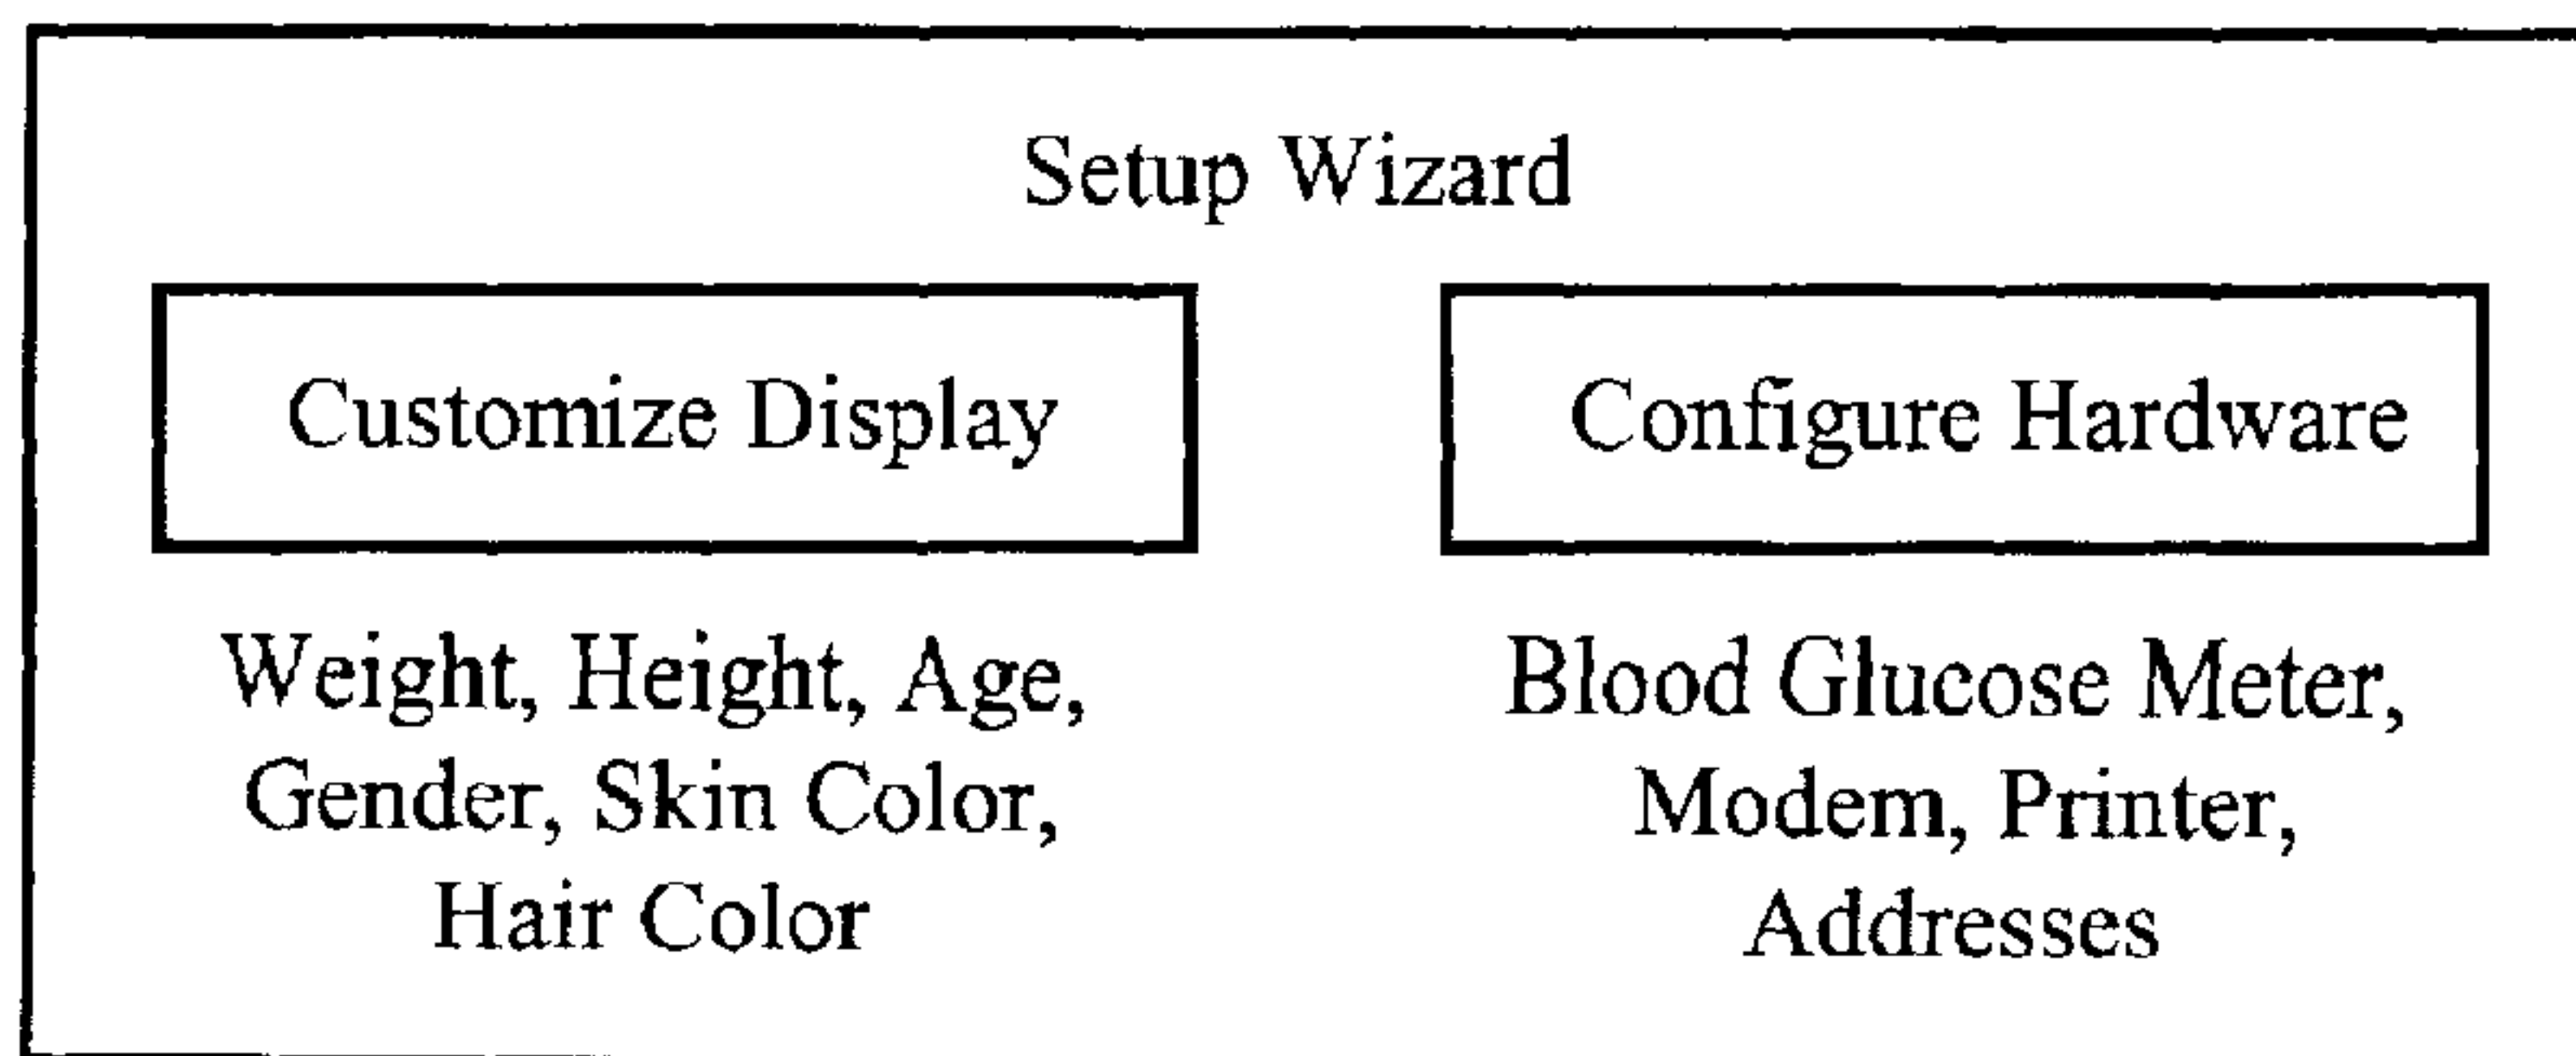 Setup Wizard
Customize Display
Configure Hardware
Weight, Height, Age,
Gender, Skin Color,
Hair Color
Blood Glucose Meter,
Modem, Printer,
Addresses